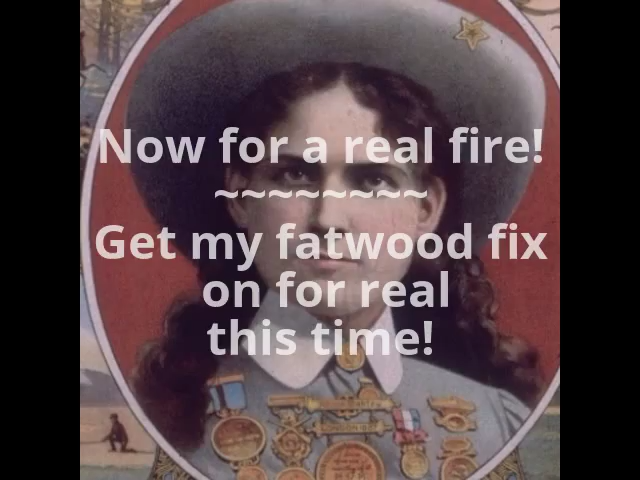 Now for a real fire!
~~~~~~~~
Get my fatwood fix
on for real
this time!